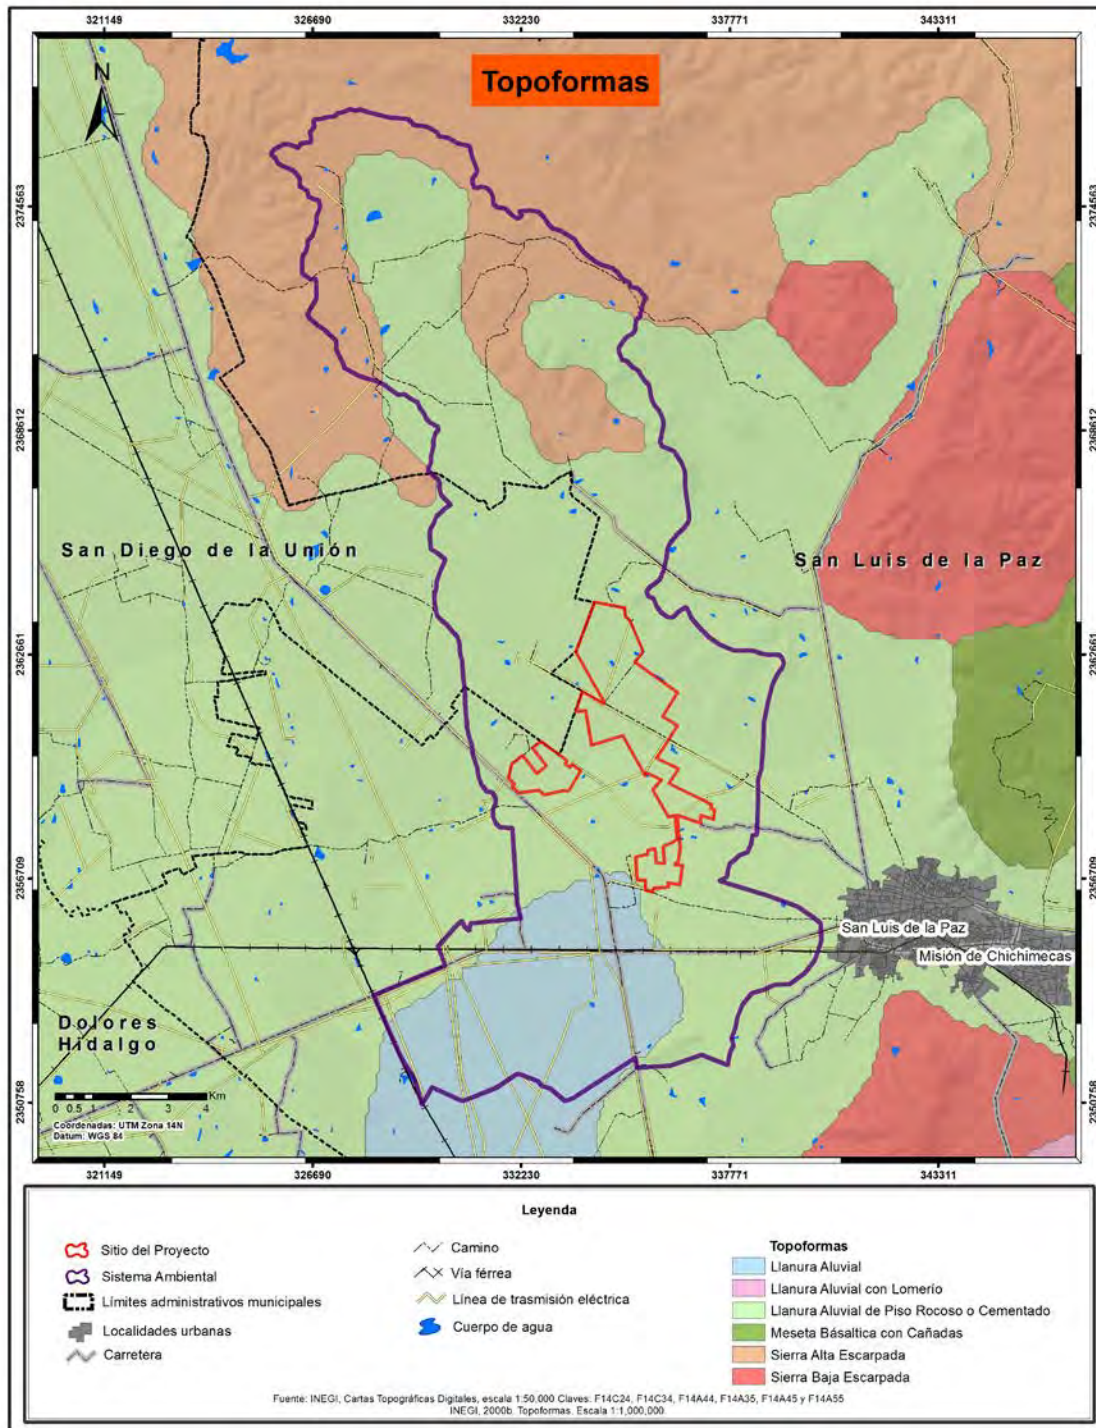 321149 326690 332230 337771 343311
Topoformas
N
2374563 2374563
2368612 2368612
San Diego de la Unión
San Luis de la Paz
2362661 2362661
2356709 2356709
San Luis de la Paz
Misión de Chichimecas
Dolores
Hidalgo
2350758 2350758
0 0.5 1 2 3 4 Km
Coordenadas: UTM Zona 14N
Datum: WGS 84
321149 326690 332230 337771 343311
Leyenda
Sitio del Proyecto
Sistema Ambiental
Límites administrativos municipales
Localidades urbanas
Carretera
Camino
Vía férrea
Línea de trasmisión eléctrica
Cuerpo de agua
Topoformas
Llanura Aluvial
Llanura Aluvial con Lomerío
Llanura Aluvial de Piso Rocoso o Cementado
Meseta Básaltica con Cañadas
Sierra Alta Escarpada
Sierra Baja Escarpada
Fuente: INEGI, Cartas Topográficas Digitales, escala 1:50,000 Claves: F14C24, F14C34, F14A44, F14A35, F14A45 y F14A55
INEGI, 2000b. Topoformas. Escala 1:1,000,000.